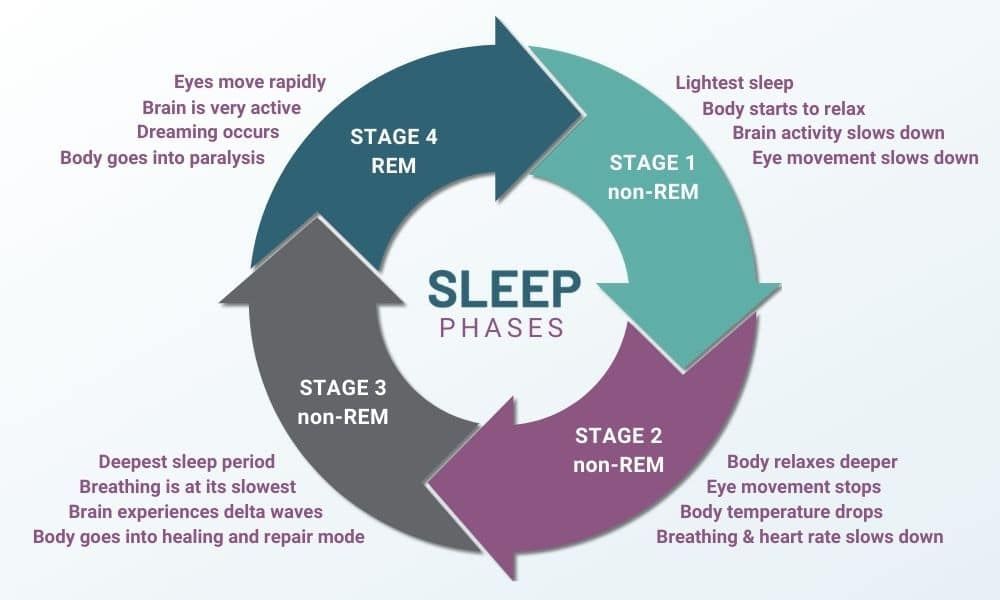 SLEEP
PHASES
STAGE 1
non-REM
Lightest sleep
Body starts to relax
Brain activity slows down
Eye movement slows down
STAGE 2
non-REM
Body relaxes deeper
Eye movement stops
Body temperature drops
Breathing & heart rate slows down
STAGE 3
non-REM
Deepest sleep period
Breathing is at its slowest
Brain experiences delta waves
Body goes into healing and repair mode
STAGE 4
REM
Eyes move rapidly
Brain is very active
Dreaming occurs
Body goes into paralysis